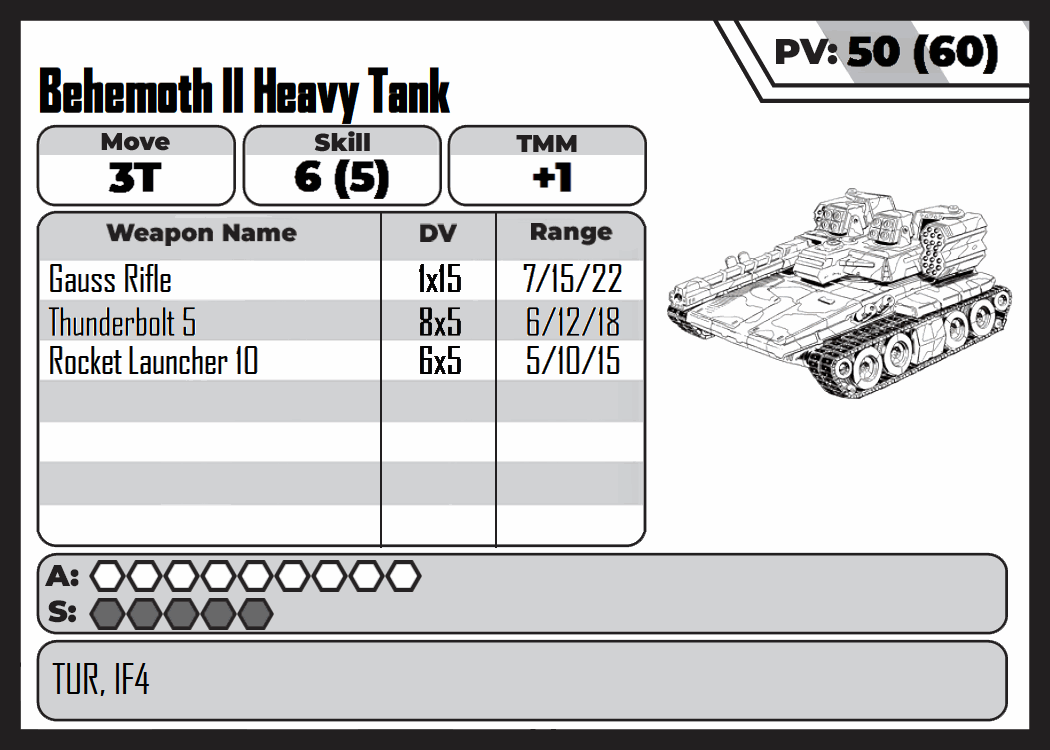 PV: 50 (60)
Behemoth II Heavy Tank
Move Skill TMM
3T 6 (5) +1
Weapon Name DV Range
Gauss Rifle 1x15 7/15/22
Thunderbolt 5 8x5 6/12/18
Rocket Launcher 10 6x5 5/10/15
A:
S:
TUR, IF4